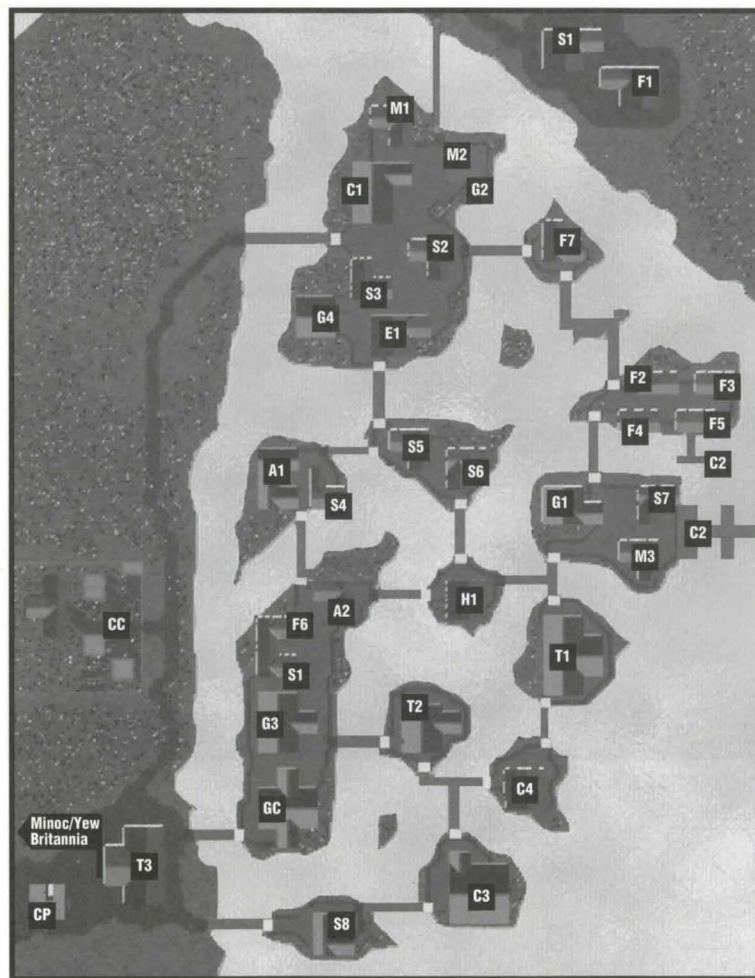 S1
F1
M1
M2
C1
G2
S2
F7
S3
G4
E1
F2
F3
F4
F5
C2
S5
S6
A1
S4
G1
S7
C2
M3
CC
A2
H1
F6
S1
T1
G3
T2
C4
GC
Minoc/Yew
Britannia
T3
CP
C3
S8